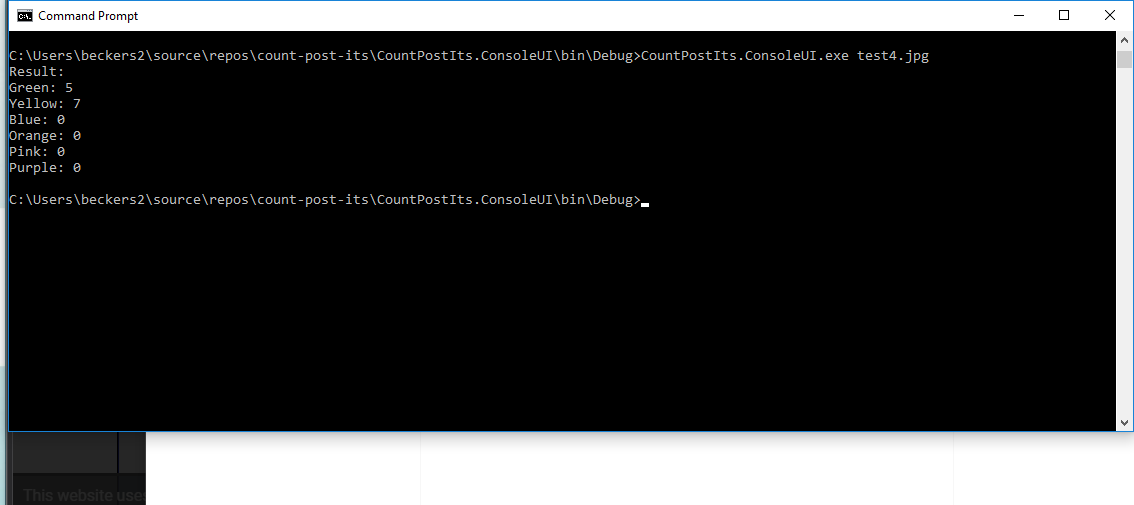 Command Prompt
C:\Users\beckers2\source\repos\count-post-its\CountPostIts.ConsoleUI\bin\Debug>CountPostIts.ConsoleUI.exe test4.jpg
Result:
Green: 5
Yellow: 7
Blue: 0
Orange: 0
Pink: 0
Purple: 0
C:\Users\beckers2\source\repos\count-post-its\CountPostIts.ConsoleUI\bin\Debug>
This website uses